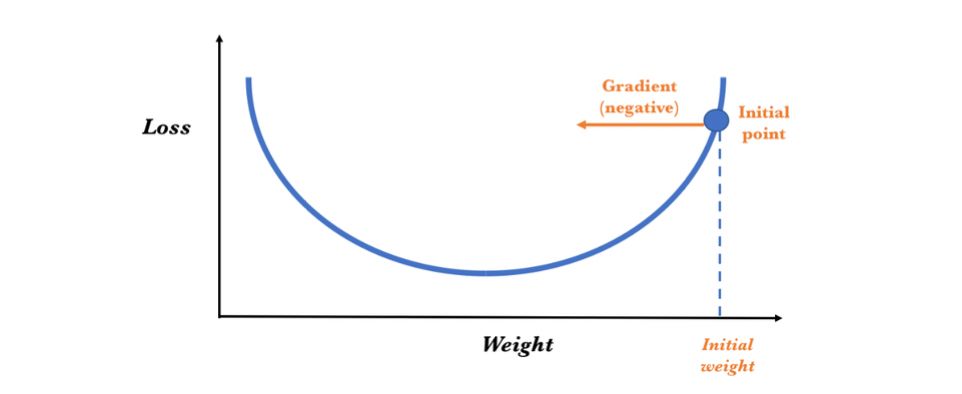 Gradient
(negative)
Initial
point
Loss
Weight
Initial
weight